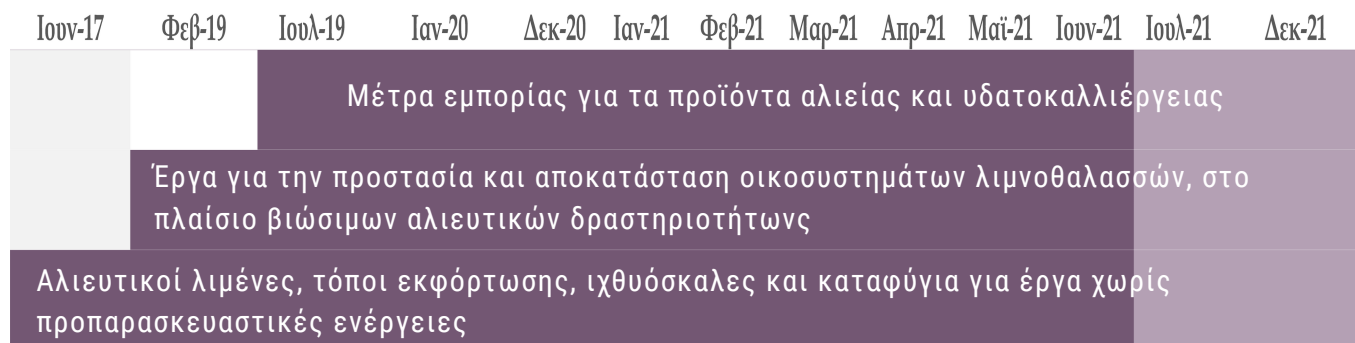 Ιουν-17 Φεβ-19 Ιουλ-19 Ιαν-20 Δεκ-20 Ιαν-21 Φεβ-21 Μαρ-21 Απρ-21 Μαϊ-21 Ιουν-21 Ιουλ-21 Δεκ-21
Μέτρα εμπορίας για τα προϊόντα αλιείας και υδατοκαλλιέργειας
Έργα για την προστασία και αποκατάσταση οικοσυστημάτων λιμνοθαλασσών, στο
πλαίσιο βιώσιμων αλιευτικών δραστηριοτήτωνς
Αλιευτικοί λιμένες, τόποι εκφόρτωσης, ιχθυόσκαλες και καταφύγια για έργα χωρίς
προπαρασκευαστικές ενέργειες